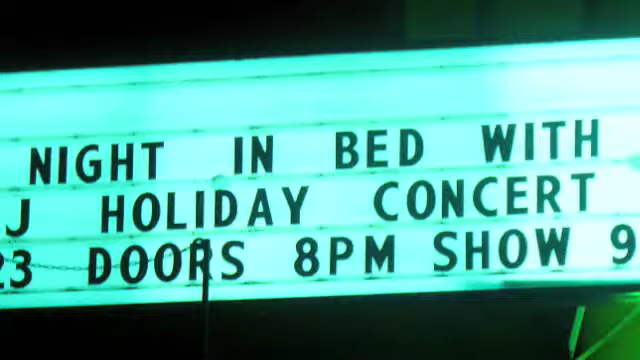 NIGHT IN BED WITH
J HOLIDAY CONCERT
23 DOORS 8PM SHOW 9